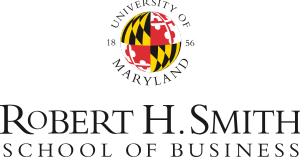 UNIVERSITY OF
18 56
MARYLAND
ROBERT H. SMITH
SCHOOL OF BUSINESS